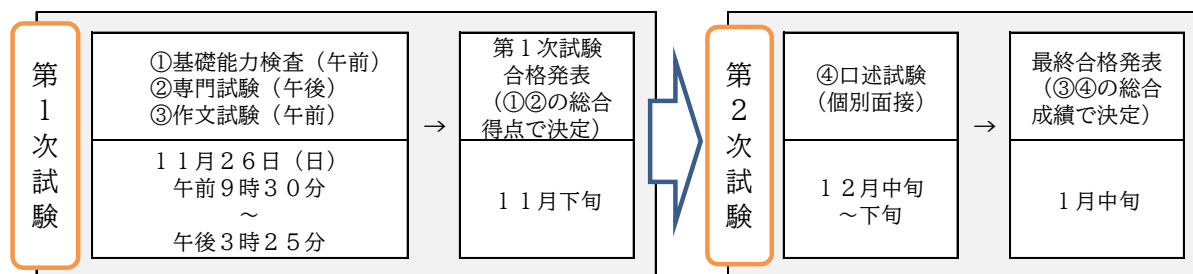 第1次試験
①基礎能力検査（午前）
②専門試験（午後）
③作文試験（午前）
１１月２６日（日）
午前９時３０分
～
午後３時２５分
→
第１次試験
合格発表
（①②の総合
得点で決定）
１１月下旬
第2次試験
④口述試験
（個別面接）
１２月中旬
～下旬
→
最終合格発表
（③④の総合
成績で決定）
１月中旬